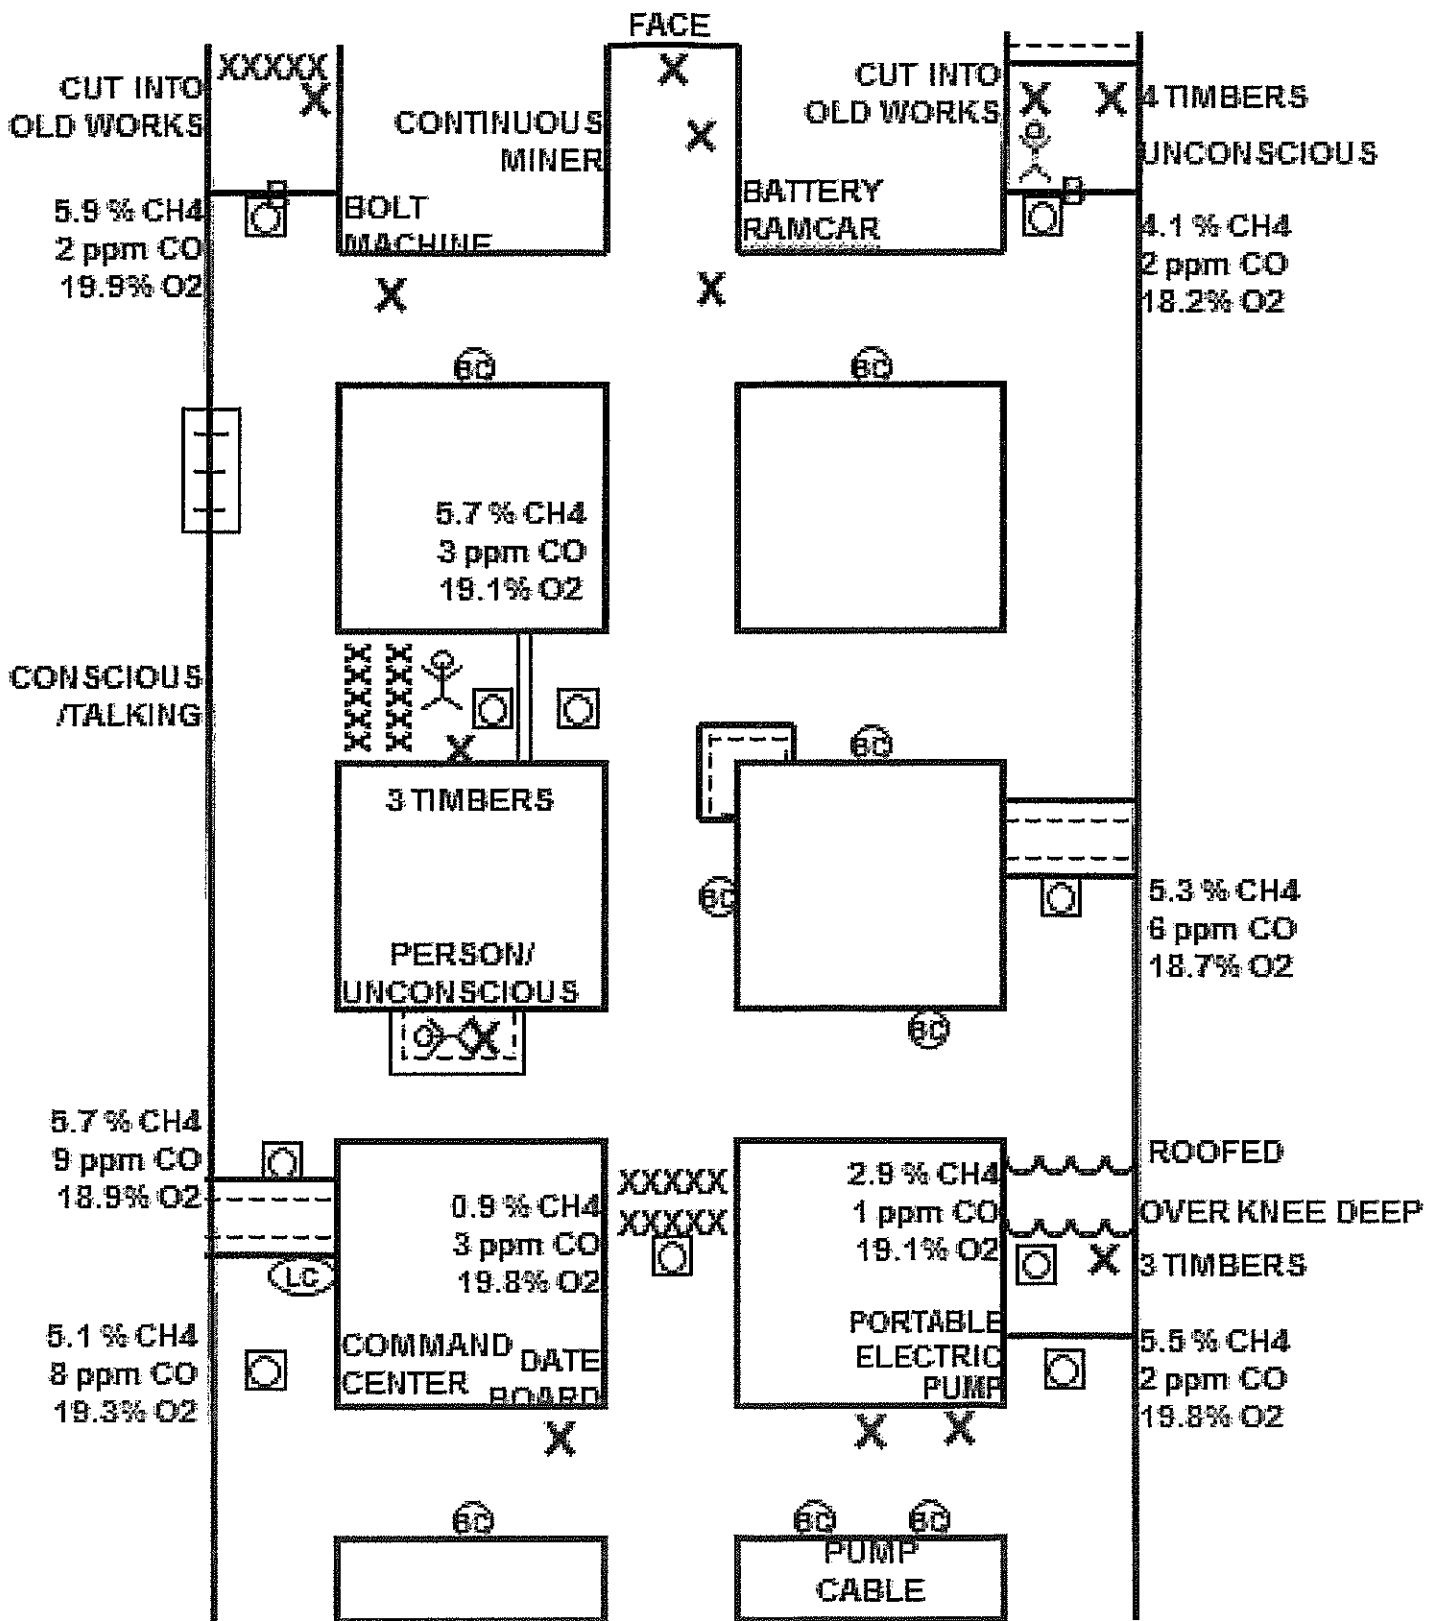 FACE
XXXXX
X
CUT INTO
OLD WORKS
X
CONTINUOUS
MINER
X
CUT INTO
OLD WORKS
X X 4 TIMBERS
UNCONSCIOUS
5.9 % CH4
2 ppm CO
19.9% O2
BOLT
MACHINE
BATTERY
RAMCAR
4.1 % CH4
2 ppm CO
18.2% O2
X
X
BC
BC
5.7 % CH4
3 ppm CO
19.1% O2
CONSCIOUS
/TALKING
XXXXX
XXXXX
X
3 TIMBERS
BC
BC
5.3 % CH4
6 ppm CO
18.7% O2
PERSON/
UNCONSCIOUS
X
BC
5.7 % CH4
9 ppm CO
18.9% O2
LC
0.9 % CH4
3 ppm CO
19.8% O2
XXXXX
XXXXX
2.9 % CH4
1 ppm CO
19.1% O2
ROOFED
OVER KNEE DEEP
X 3 TIMBERS
5.1 % CH4
8 ppm CO
19.3% O2
COMMAND
CENTER
DATE
BOARD
PORTABLE
ELECTRIC
PUMP
5.5 % CH4
2 ppm CO
19.8% O2
X
X X
BC
BC BC
PUMP
CABLE